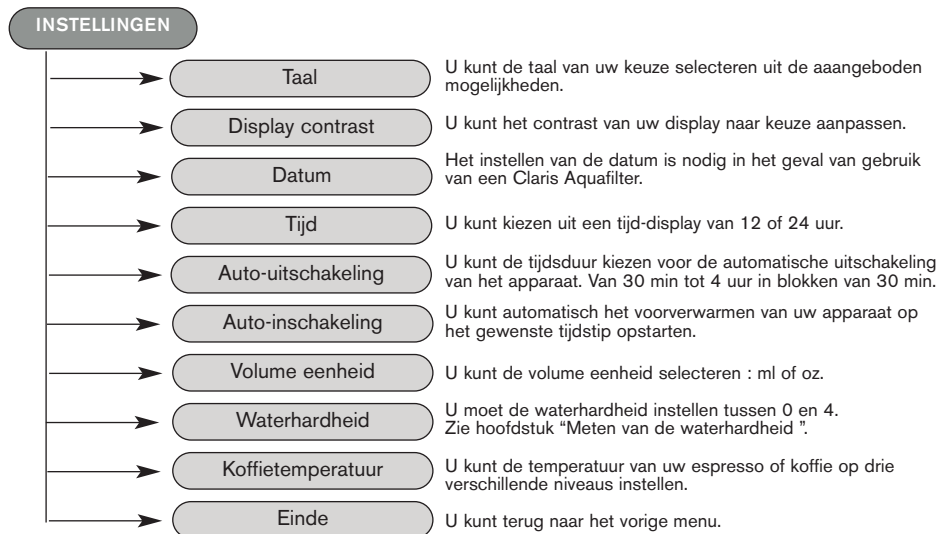 INSTELLINGEN
Taal
U kunt de taal van uw keuze selecteren uit de aaangeboden
mogelijkheden.
Display contrast
U kunt het contrast van uw display naar keuze aanpassen.
Datum
Het instellen van de datum is nodig in het geval van gebruik
van een Claris Aquafilter.
Tijd
U kunt kiezen uit een tijd-display van 12 of 24 uur.
Auto-uitschakeling
U kunt de tijdsduur kiezen voor de automatische uitschakeling
van het apparaat. Van 30 min tot 4 uur in blokken van 30 min.
Auto-inschakeling
U kunt automatisch het voorverwarmen van uw apparaat op
het gewenste tijdstip opstarten.
Volume eenheid
U kunt de volume eenheid selecteren : ml of oz.
Waterhardheid
U moet de waterhardheid instellen tussen 0 en 4.
Zie hoofdstuk “Meten van de waterhardheid ”.
Koffietemperatuur
U kunt de temperatuur van uw espresso of koffie op drie
verschillende niveaus instellen.
Einde
U kunt terug naar het vorige menu.